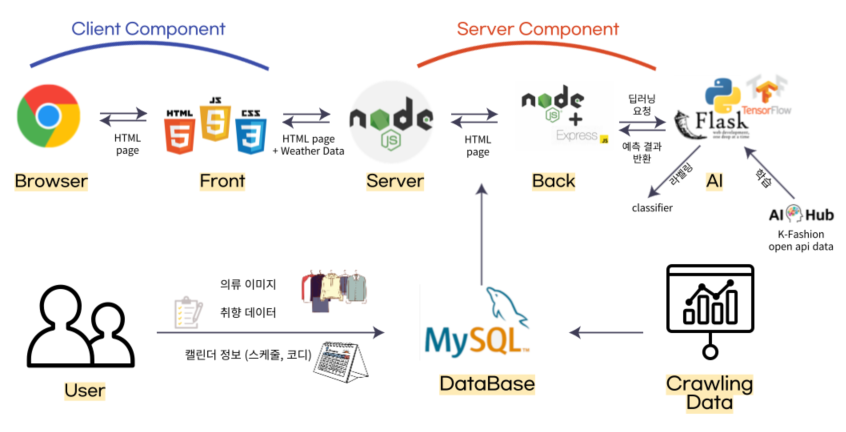 Client Component
Server Component
HTML
page
HTML
JS
CSS
5
5
3
HTML page
+ Weather Data
node
JS
HTML
page
node
JS
+
Express
JS
딥러닝
요청
예측 결과
반환
Flask
web development,
one drop at a time
TensorFlow
Browser
Front
Server
Back
AI
라벨링
classifier
학습
AI Hub
K-Fashion
open api data
의류 이미지
취향 데이터
캘린더 정보 (스케줄, 코디)
User
MySQL™
DataBase
Crawling
Data